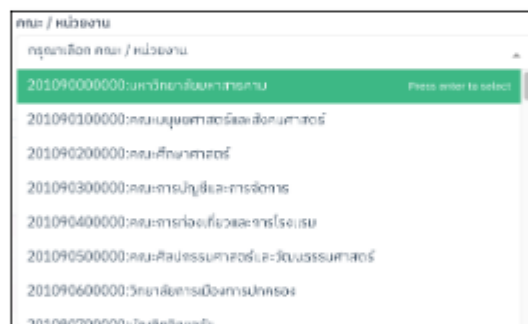 คณะ / หน่วยงาน
กรุณาเลือก คณะ / หน่วยงาน
201090000000:มหาวิทยาลัยมหาสารคาม Press enter to select
201090100000:คณะมนุษยศาสตร์และสังคมศาสตร์
201090200000:คณะศึกษาศาสตร์
201090300000:คณะการบัญชีและการจัดการ
201090400000:คณะการท่องเที่ยวและการโรงแรม
201090500000:คณะศิลปกรรมศาสตร์และวัฒนธรรมศาสตร์
201090600000:วิทยาลัยการเมืองการปกครอง